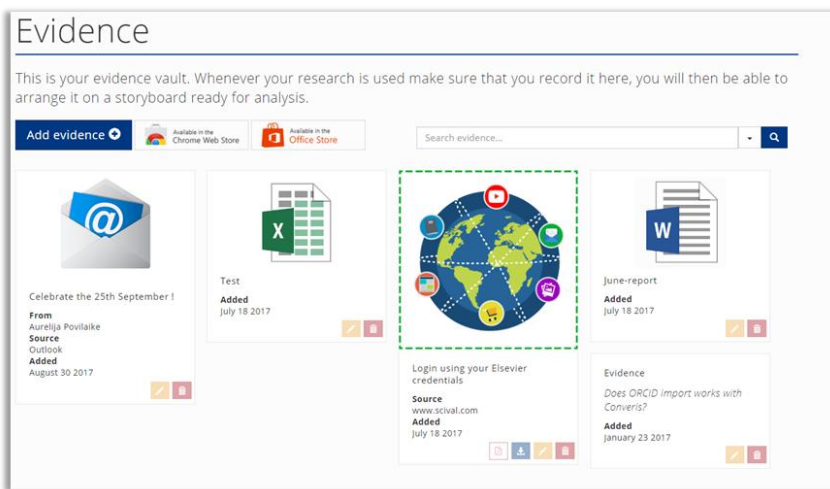 Evidence
This is your evidence vault. Whenever your research is used make sure that you record it here, you will then be able to
arrange it on a storyboard ready for analysis.
Add evidence
Available in the
Chrome Web Store
Available in the
Office Store
Search evidence...
@
Celebrate the 25th September !
From
Aurelija Povilaike
Source
Outlook
Added
August 30 2017
X
Test
Added
July 18 2017
Login using your Elsevier
credentials
Source
www.scival.com
Added
July 18 2017
W
June-report
Added
July 18 2017
Evidence
Does ORCID import works with
Converis?
Added
January 23 2017